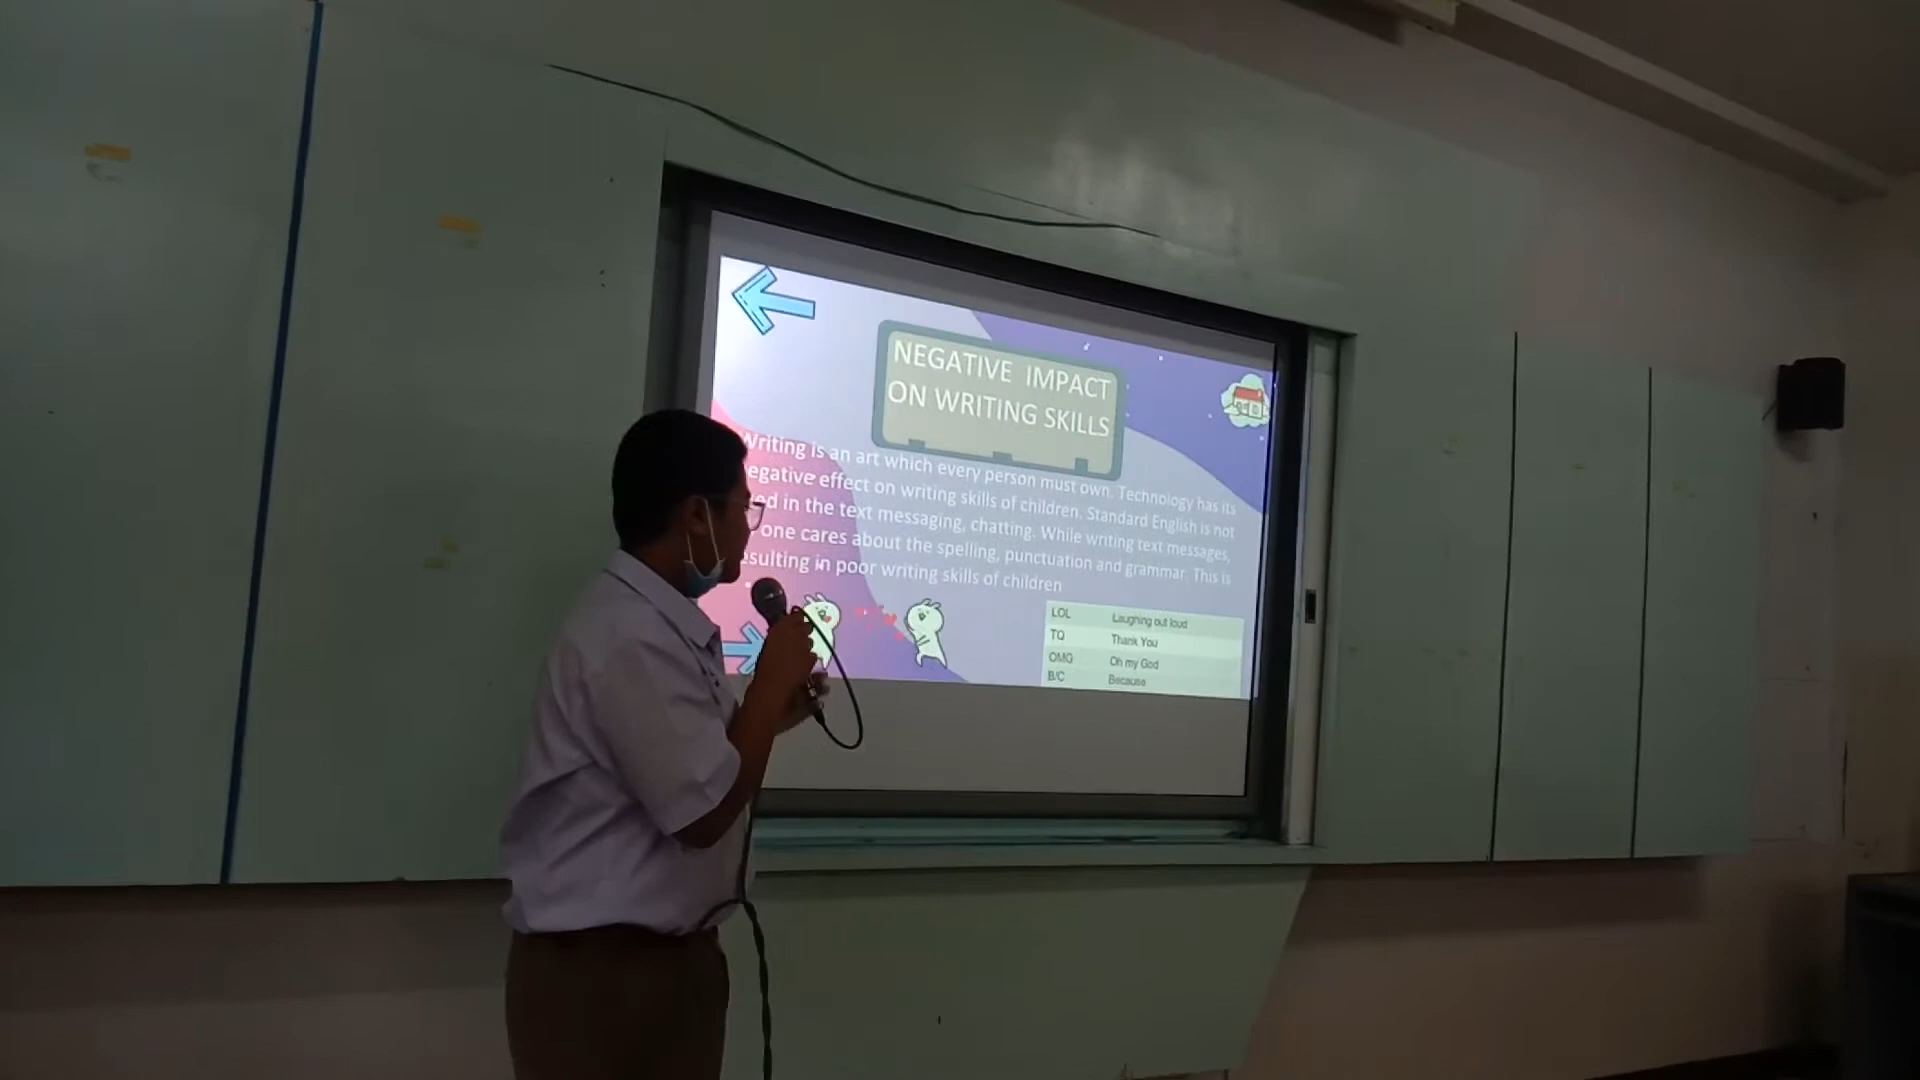 NEGATIVE IMPACT
ON WRITING SKILLS
Writing is an art which every person must own. Technology has its
egative effect on writing skills of children. Standard English is not
ed in the text messaging, chatting. While writing text messages,
one cares about the spelling, punctuation and grammar. This is
esulting in poor writing skills of children
LOL Laughing out loud
TQ Thank You
OMG Oh my God
B/C Because